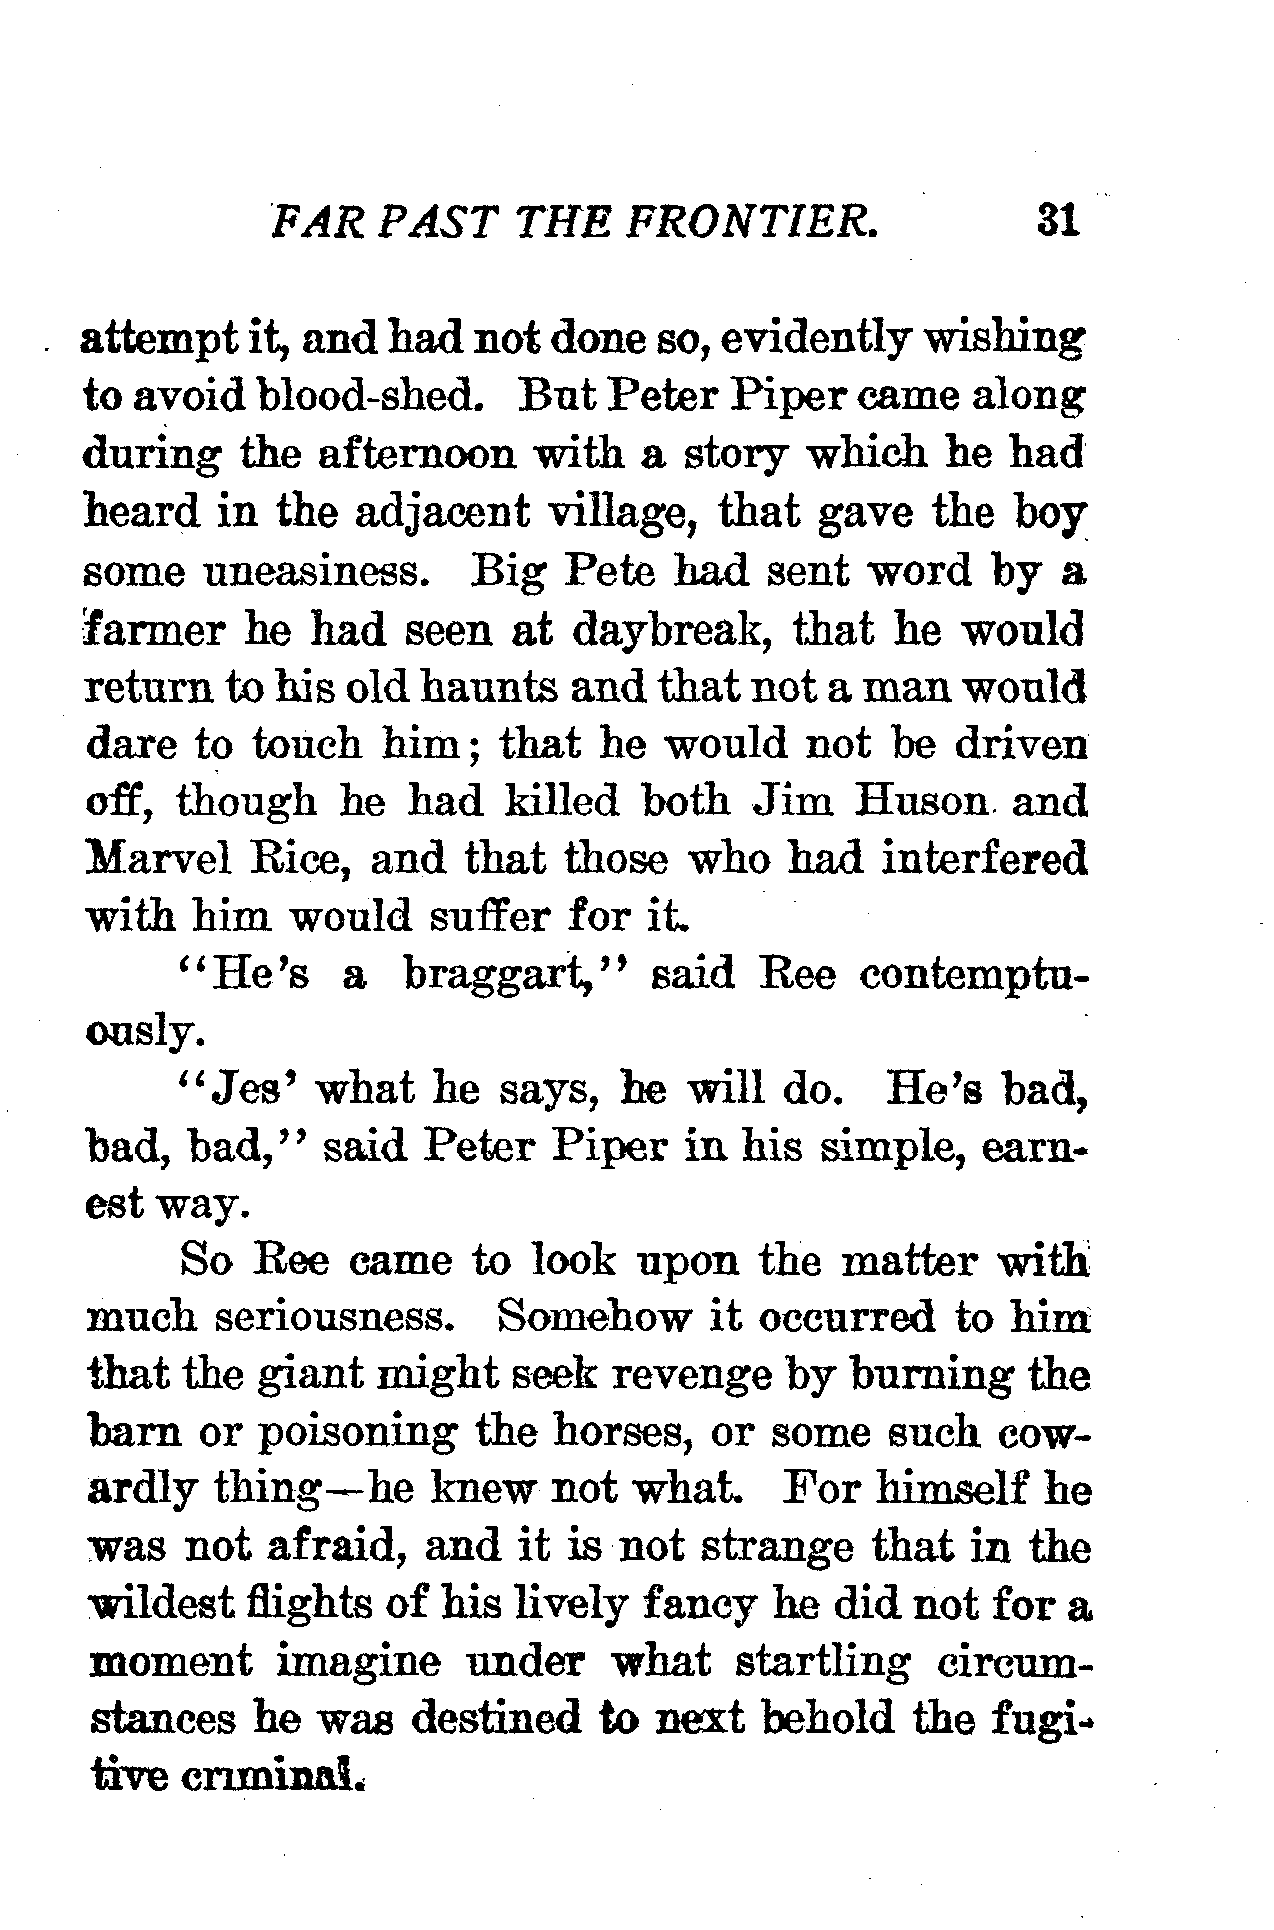 FAR PAST THE FRONTIER. 31
attempt it, and had not done so, evidently wishing
to avoid blood-shed. But Peter Piper came along
during the afternoon with a story which he had
heard in the adjacent village, that gave the boy
some uneasiness. Big Pete had sent word by a
farmer he had seen at daybreak, that he would
return to his old haunts and that not a man would
dare to touch him; that he would not be driven
off, though he had killed both Jim Huson and
Marvel Rice, and that those who had interfered
with him would suffer for it.
“He’s a braggart,” said Ree contemptu-
ously.
“Jes’ what he says, he will do. He’s bad,
bad, bad,” said Peter Piper in his simple, earn-
est way.
So Ree came to look upon the matter with
much seriousness. Somehow it occurred to him
that the giant might seek revenge by burning the
barn or poisoning the horses, or some such cow-
ardly thing—he knew not what. For himself he
was not afraid, and it is not strange that in the
wildest flights of his lively fancy he did not for a
moment imagine under what startling circum-
stances he was destined to next behold the fugi-
tive criminal.